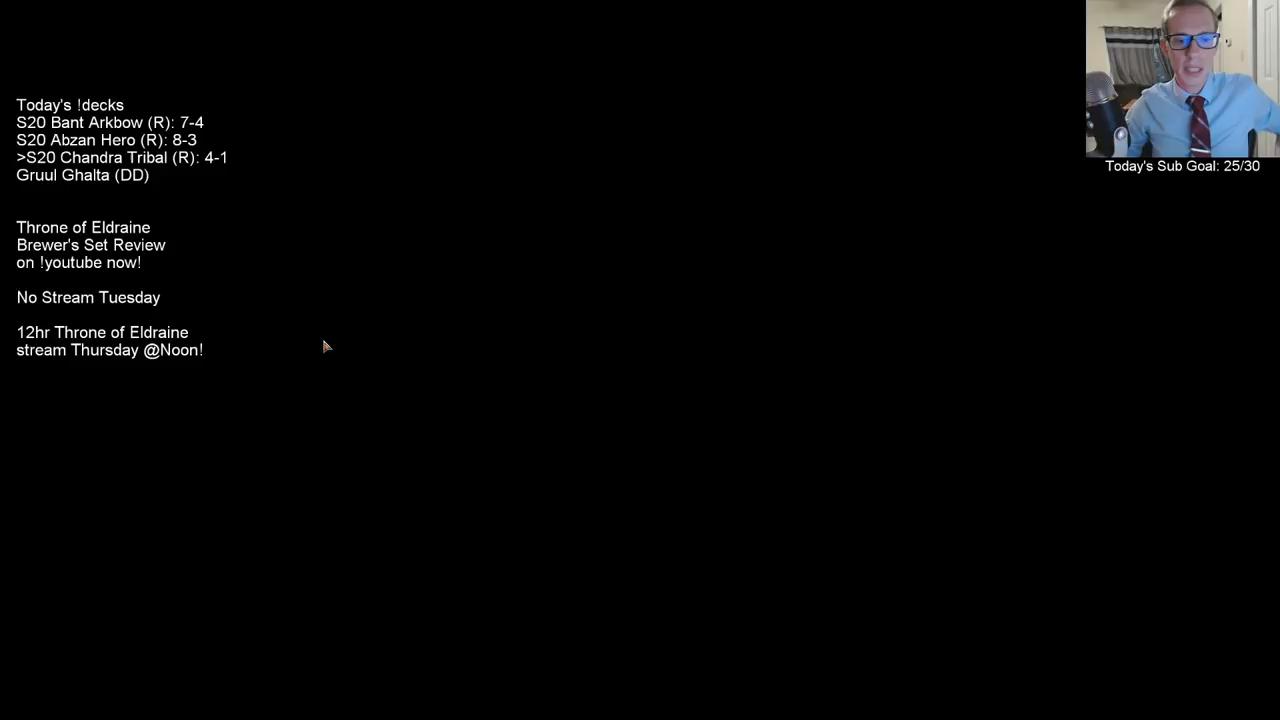 Today's !decks
S20 Bant Arkbow (R): 7-4
S20 Abzan Hero (R): 8-3
>S20 Chandra Tribal (R): 4-1
Gruul Ghalta (DD)
Throne of Eldraine
Brewer's Set Review
on !youtube now!
No Stream Tuesday
12hr Throne of Eldraine
stream Thursday @Noon!
Today's Sub Goal: 25/30